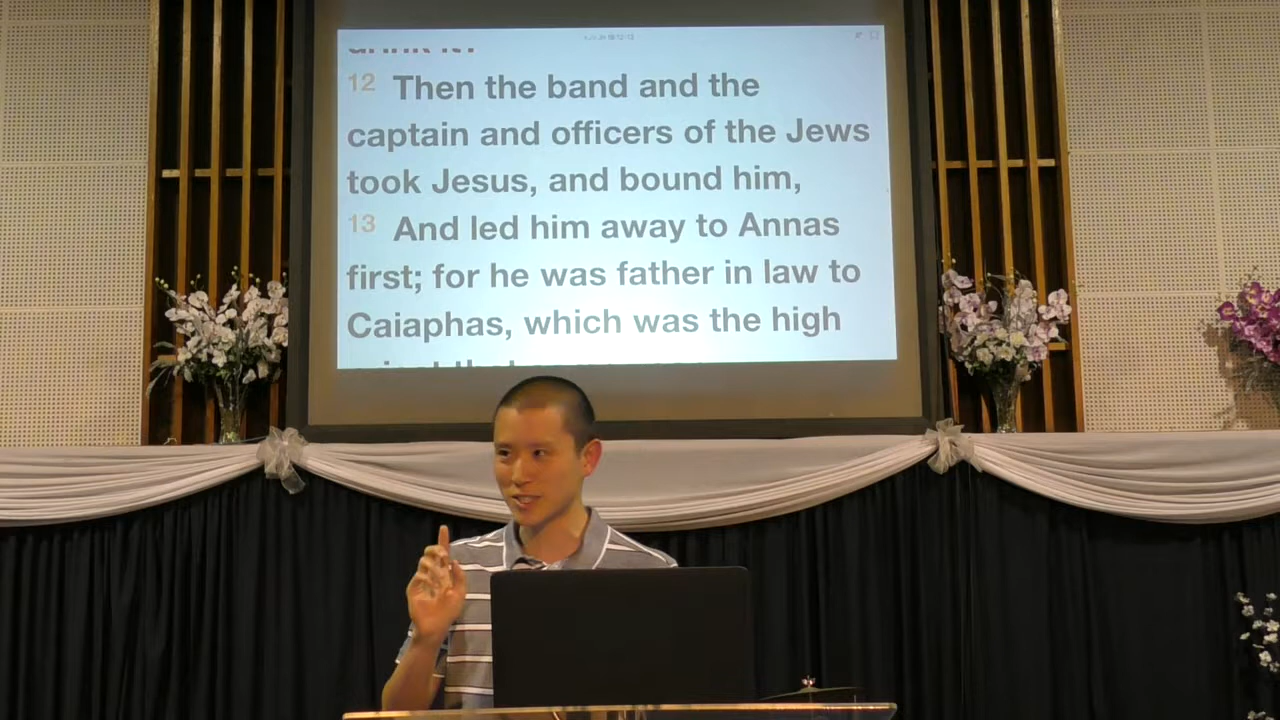 12 Then the band and the
captain and officers of the Jews
took Jesus, and bound him,
13 And led him away to Annas
first; for he was father in law to
Caiaphas, which was the high